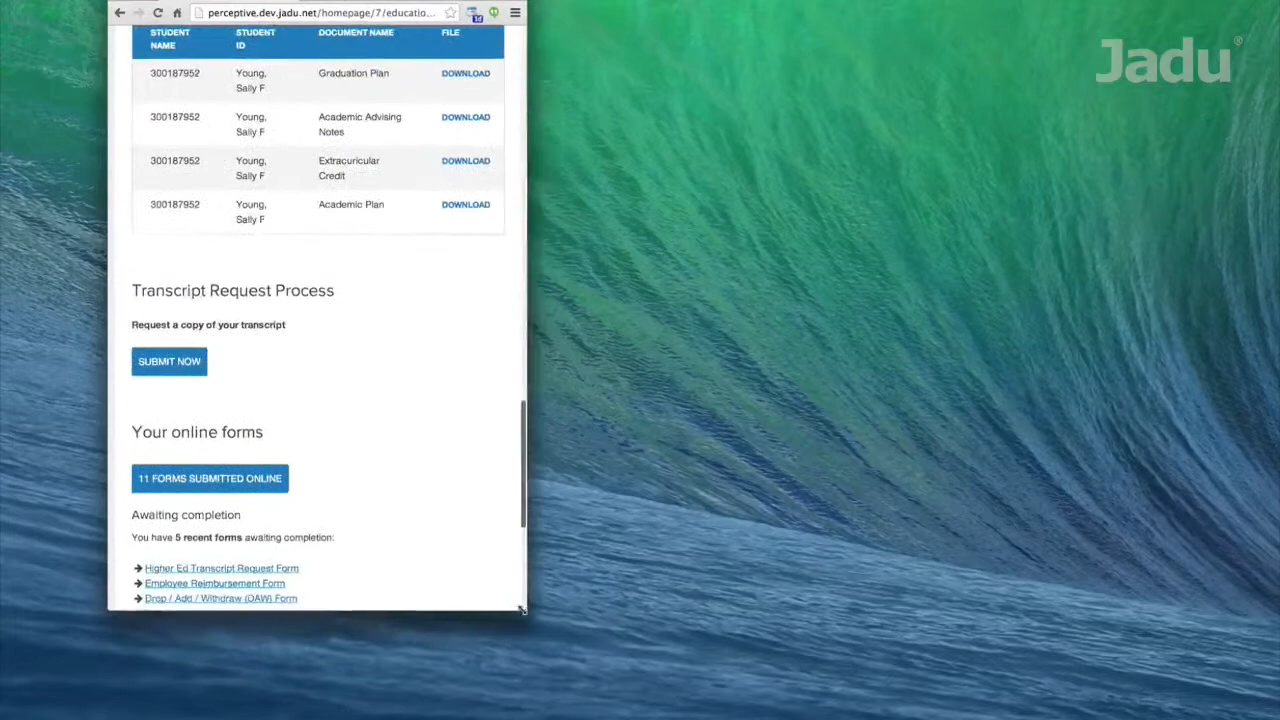 perceptive.dev.jadu.net/homepage/7/educatio...
Jadu®
STUDENT NAME STUDENT ID DOCUMENT NAME FILE
300187952 Young, Sally F Graduation Plan DOWNLOAD
300187952 Young, Sally F Academic Advising Notes DOWNLOAD
300187952 Young, Sally F Extracuricular Credit DOWNLOAD
300187952 Young, Sally F Academic Plan DOWNLOAD
Transcript Request Process
Request a copy of your transcript
SUBMIT NOW
Your online forms
11 FORMS SUBMITTED ONLINE
Awaiting completion
You have 5 recent forms awaiting completion:
Higher Ed Transcript Request Form
Employee Reimbursement Form
Drop / Add / Withdraw (DAW) Form